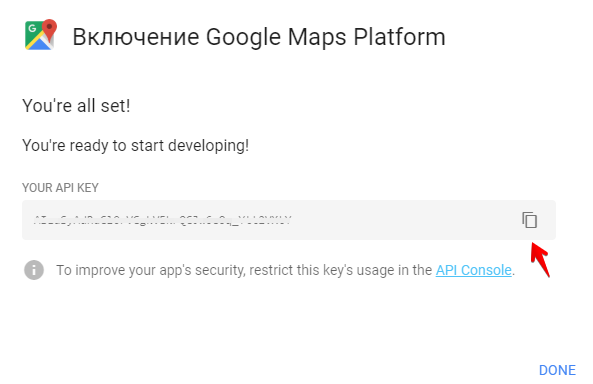 Включение Google Maps Platform
You're all set!
You're ready to start developing!
YOUR API KEY
To improve your app's security, restrict this key's usage in the API Console.
DONE